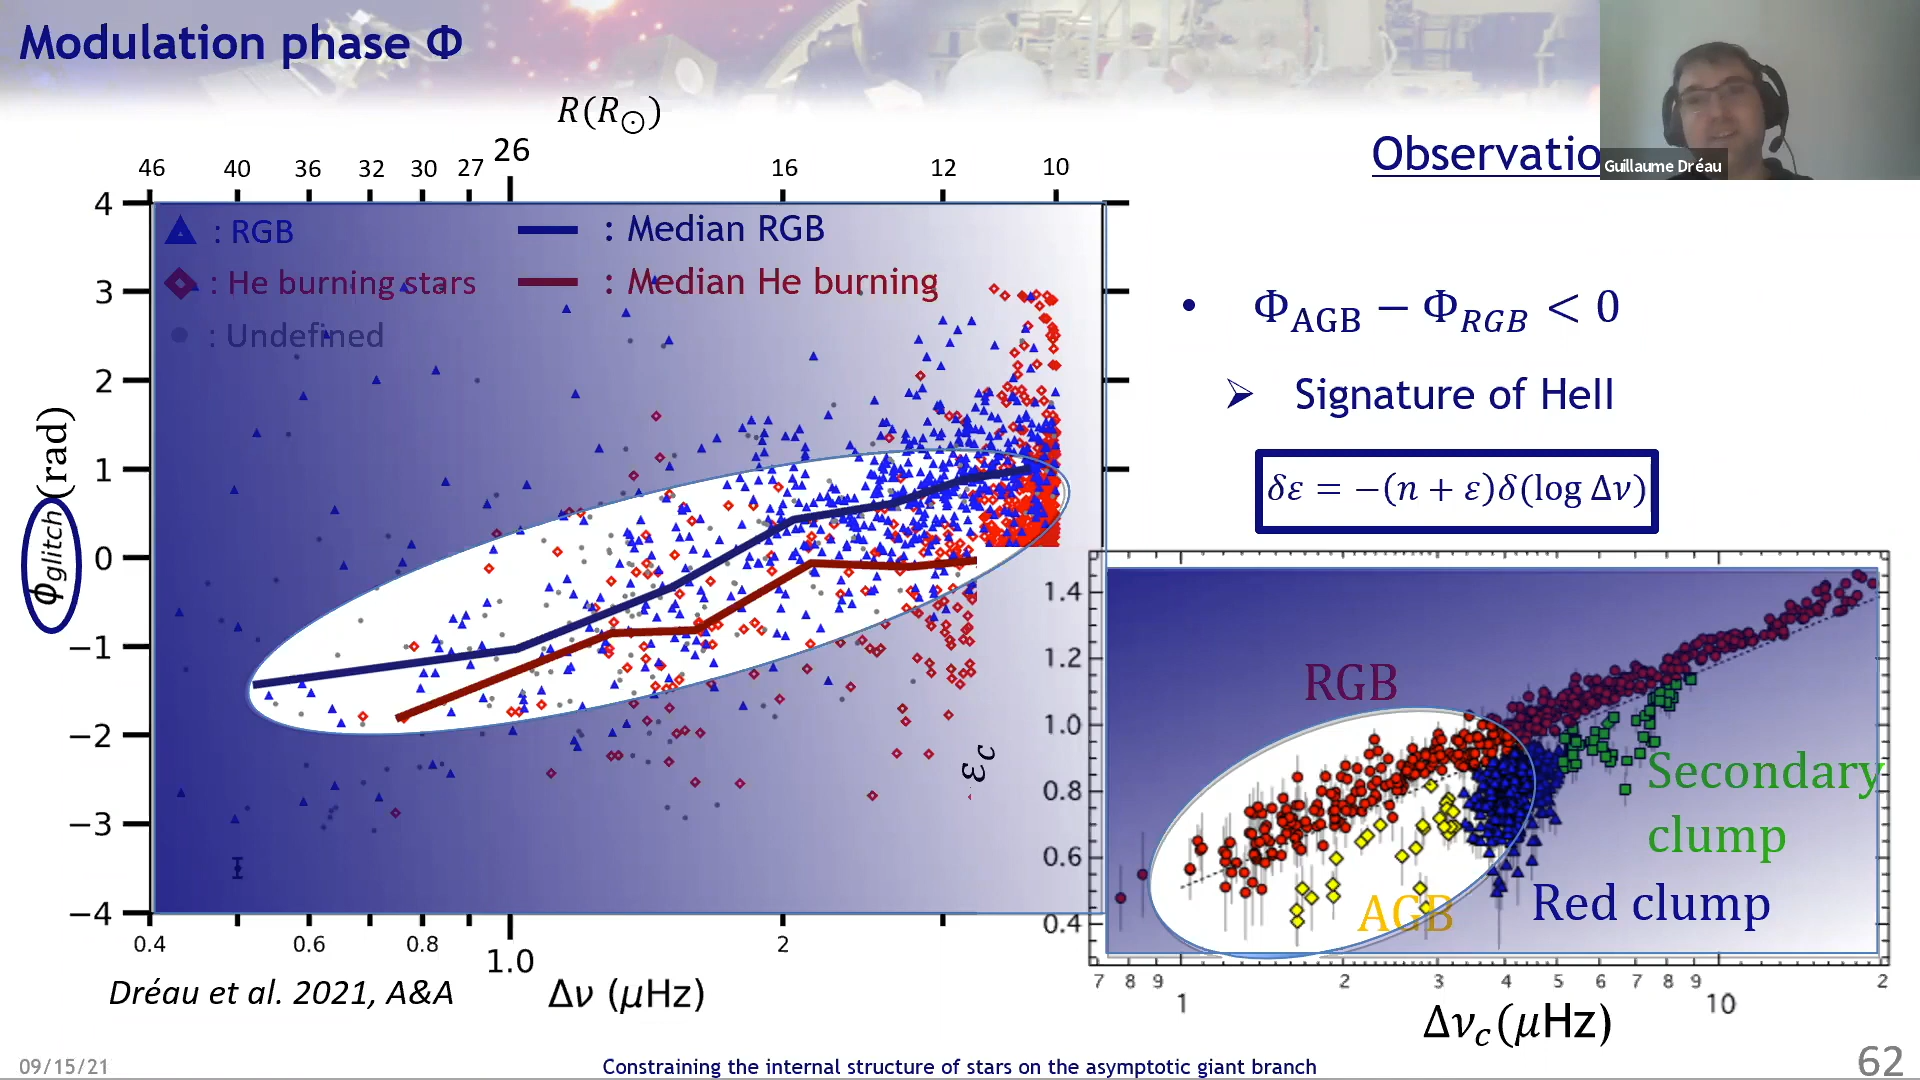 Modulation phase Φ
R(R☉)
46 40 36 32 30 27 26 16 12 10
Observatio
Guillaume Dréau
4
3
2
1
0
−1
−2
−3
−4
ϕglitch (rad)
: RGB
: Median RGB
: He burning stars
: Median He burning
: Undefined
0.4 0.6 0.8 1.0 2
Δν (μHz)
Dréau et al. 2021, A&A
• Φ_AGB − Φ_RGB < 0
➢ Signature of HeII
δε = −(n + ε)δ(log Δν)
εc
1.4
1.2
1.0
0.8
0.6
0.4
RGB
AGB
Secondary
clump
Red clump
7 8 9 1 2 3 4 5 6 7 8 9 10 2
Δνc(μHz)
09/15/21
Constraining the internal structure of stars on the asymptotic giant branch
62